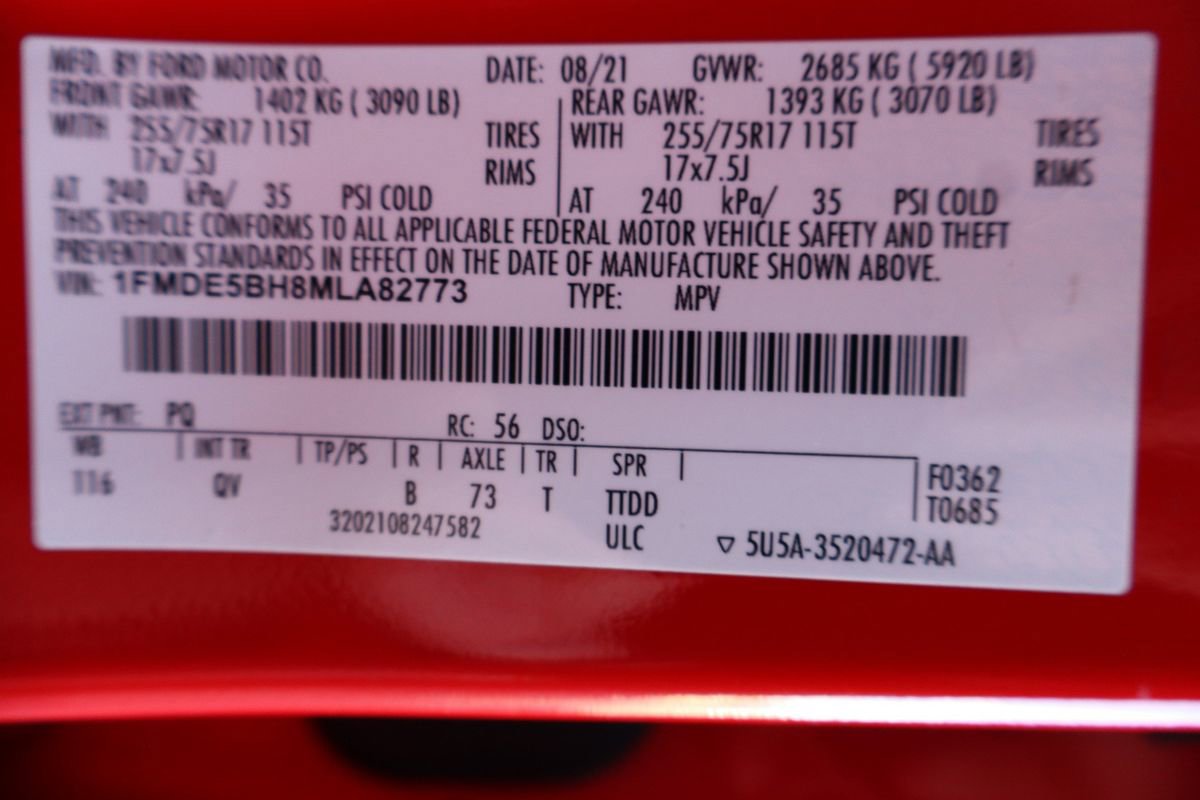 MFD. BY FORD MOTOR CO. DATE: 08/21 GVWR: 2685 KG ( 5920 LB)
FRONT GAWR: 1402 KG ( 3090 LB) REAR GAWR: 1393 KG ( 3070 LB)
WITH 255/75R17 115T TIRES WITH 255/75R17 115T TIRES
17x7.5J RIMS 17x7.5J RIMS
AT 240 kPa/ 35 PSI COLD AT 240 kPa/ 35 PSI COLD
THIS VEHICLE CONFORMS TO ALL APPLICABLE FEDERAL MOTOR VEHICLE SAFETY AND THEFT
PREVENTION STANDARDS IN EFFECT ON THE DATE OF MANUFACTURE SHOWN ABOVE.
VIN: 1FMDE5BH8MLA82773 TYPE: MPV
EXT PNT: PQ RC: 56 DSO:
WB | INT TR | TP/PS | R | AXLE | TR | SPR | F0362
116 QV B 73 T TTDD T0685
3202108247582 ULC ▽ 5U5A-3520472-AA